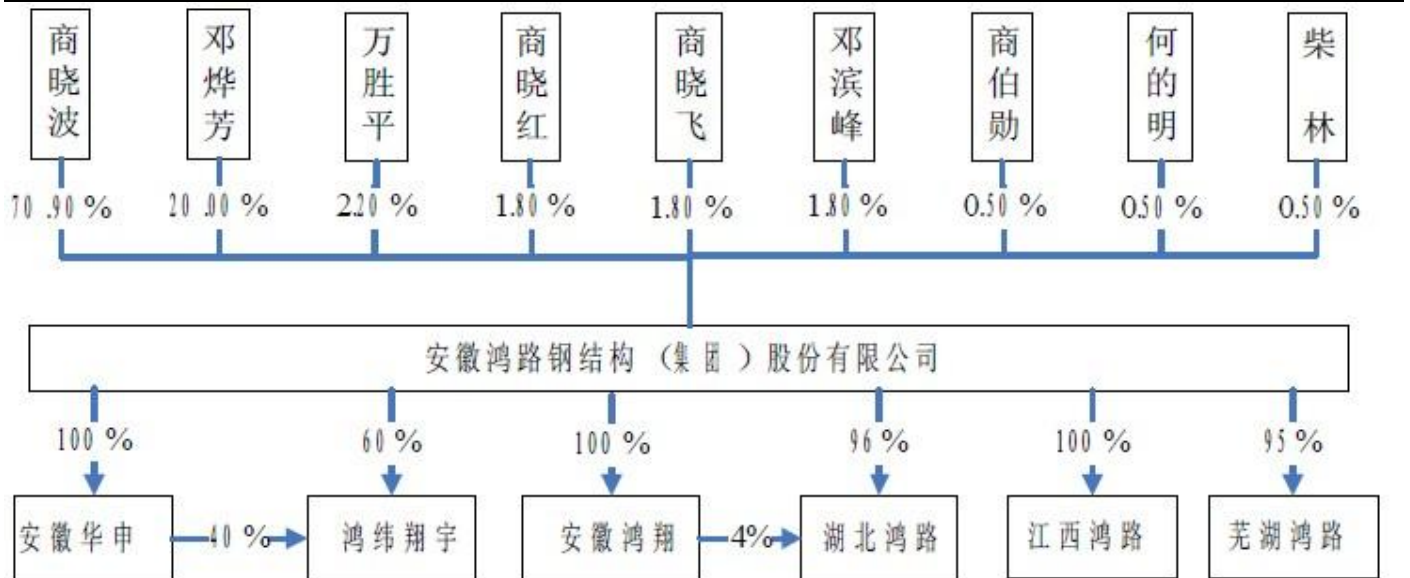 商晓波
邓烨芳
万胜平
商晓红
商晓飞
邓滨峰
商伯勋
何的明
柴林
70.90%
20.00%
2.20%
1.80%
1.80%
1.80%
0.50%
0.50%
0.50%
安徽鸿路钢结构（集团）股份有限公司
100%
60%
100%
96%
100%
95%
安徽华申
40%
鸿纬翔宇
安徽鸿翔
4%
湖北鸿路
江西鸿路
芜湖鸿路